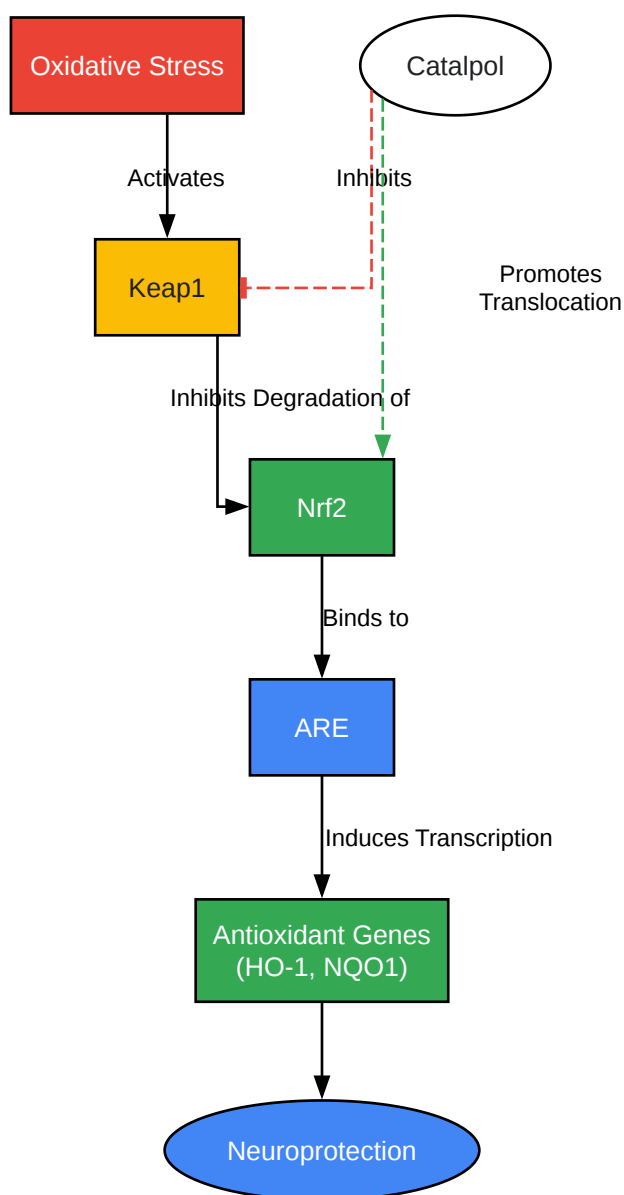 Oxidative Stress
Catalpol
Activates
Inhibits
Keap1
Promotes
Translocation
Inhibits Degradation of
Nrf2
Binds to
ARE
Induces Transcription
Antioxidant Genes
(HO-1, NQO1)
Neuroprotection